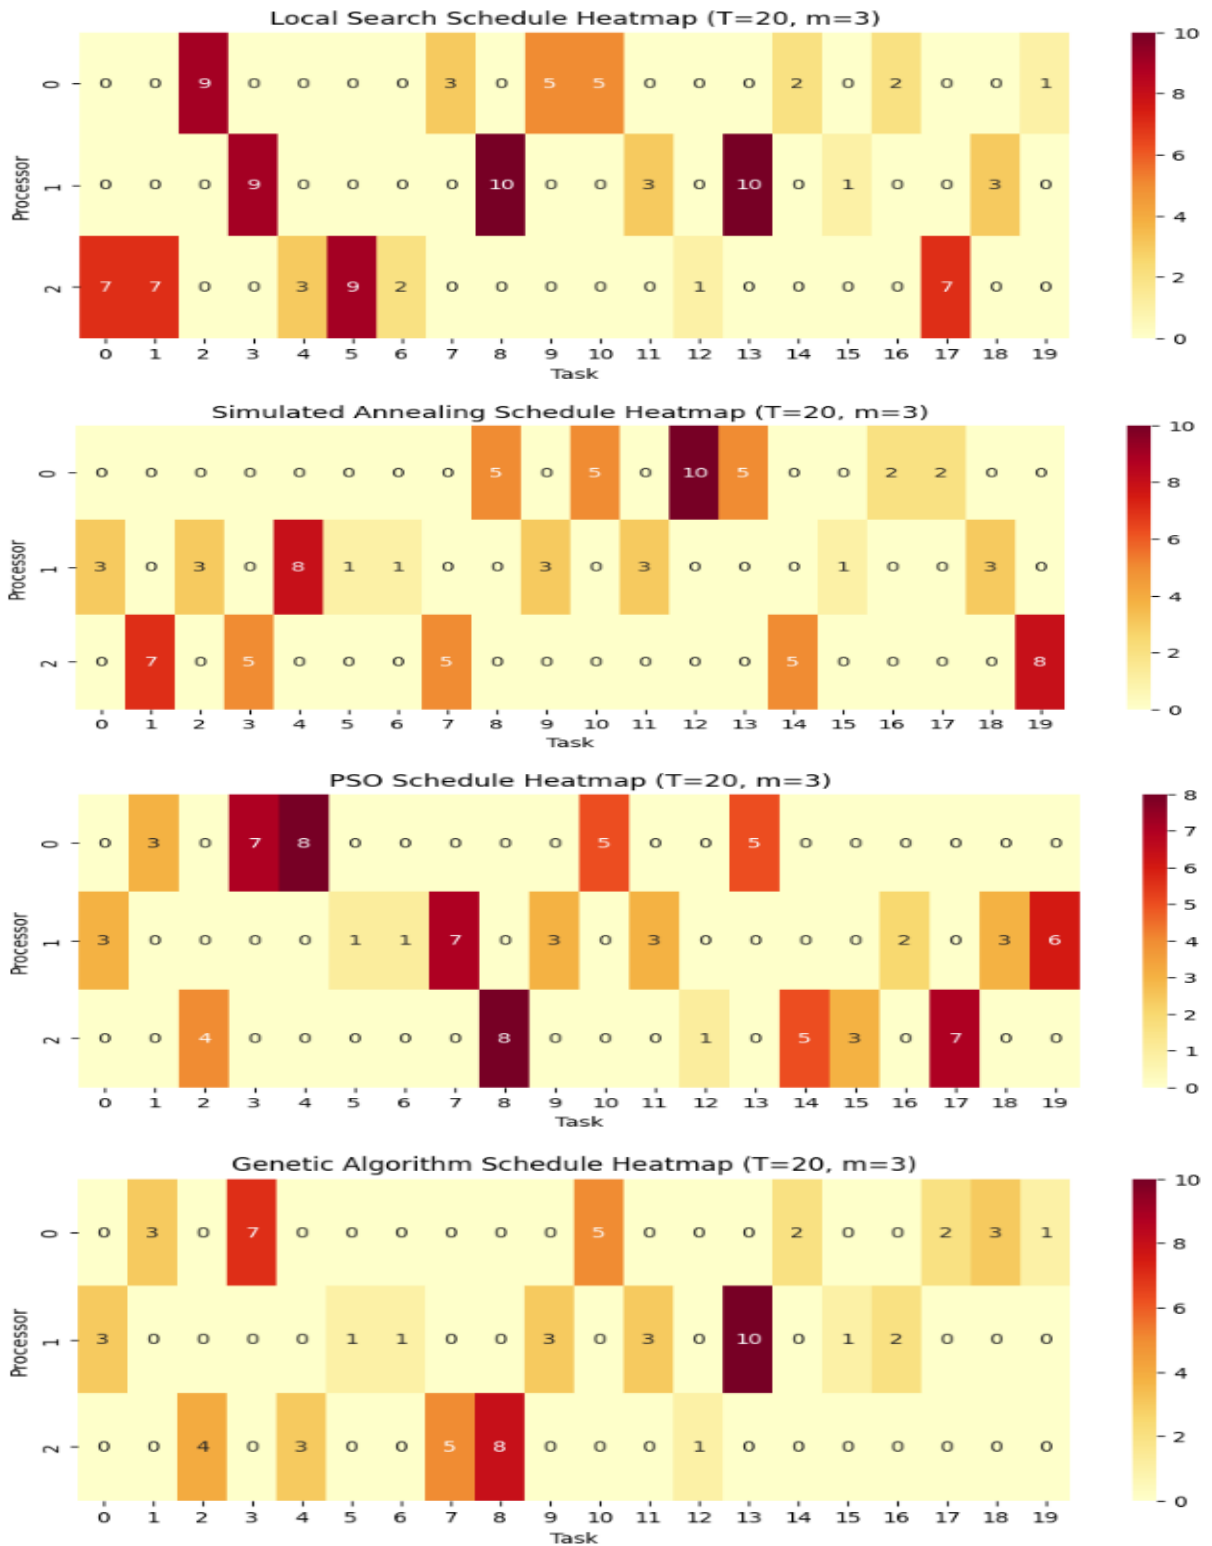 Local Search Schedule Heatmap (T=20, m=3)
0 0 0 9 0 0 0 0 3 0 5 5 0 0 0 2 0 2 0 0 1
1 0 0 0 9 0 0 0 0 10 0 0 3 0 10 0 1 0 0 3 0
2 7 7 0 0 3 9 2 0 0 0 0 0 1 0 0 0 0 7 0 0
0 1 2 3 4 5 6 7 8 9 10 11 12 13 14 15 16 17 18 19
Task
Processor
10
8
6
4
2
0
Simulated Annealing Schedule Heatmap (T=20, m=3)
0 0 0 0 0 0 0 0 0 5 0 5 0 10 5 0 0 2 2 0 0
1 3 0 3 0 8 1 1 0 0 3 0 3 0 0 0 1 0 0 3 0
2 0 7 0 5 0 0 0 5 0 0 0 0 0 0 5 0 0 0 0 8
0 1 2 3 4 5 6 7 8 9 10 11 12 13 14 15 16 17 18 19
Task
Processor
10
8
6
4
2
0
PSO Schedule Heatmap (T=20, m=3)
0 0 3 0 7 8 0 0 0 0 0 5 0 0 5 0 0 0 0 0 0
1 3 0 0 0 0 1 1 7 0 3 0 3 0 0 0 0 2 0 3 6
2 0 0 4 0 0 0 0 0 8 0 0 0 1 0 5 3 0 7 0 0
0 1 2 3 4 5 6 7 8 9 10 11 12 13 14 15 16 17 18 19
Task
Processor
8
7
6
5
4
3
2
1
0
Genetic Algorithm Schedule Heatmap (T=20, m=3)
0 0 3 0 7 0 0 0 0 0 0 5 0 0 0 2 0 0 2 3 1
1 3 0 0 0 0 1 1 0 0 3 0 3 0 10 0 1 2 0 0 0
2 0 0 4 0 3 0 0 5 8 0 0 0 1 0 0 0 0 0 0 0
0 1 2 3 4 5 6 7 8 9 10 11 12 13 14 15 16 17 18 19
Task
Processor
10
8
6
4
2
0